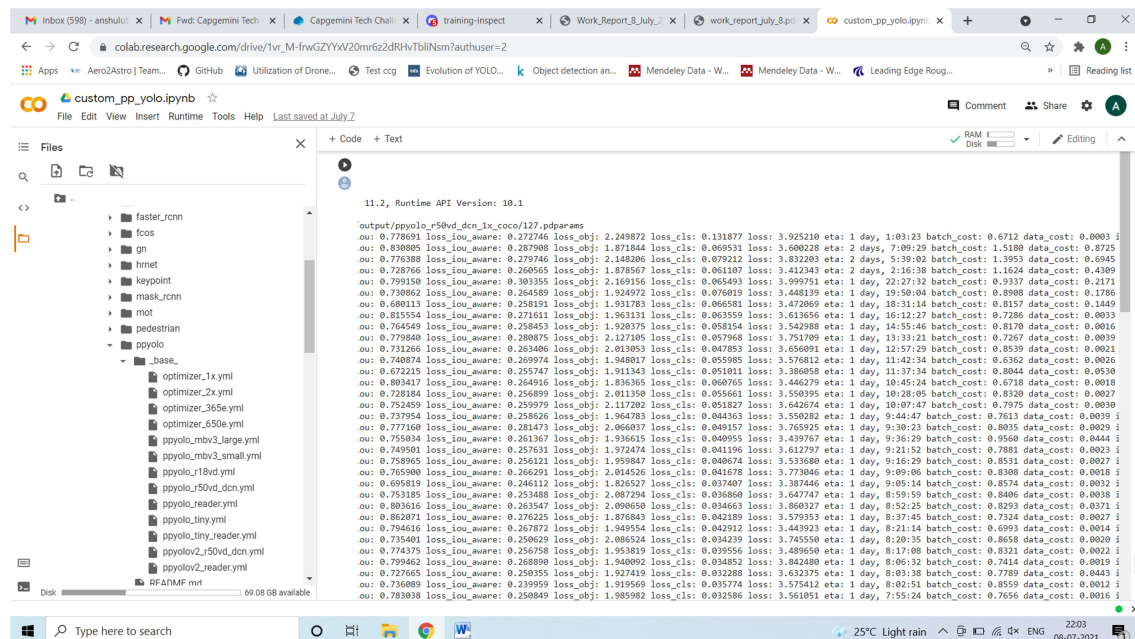 Inbox (598) - anshulut
Fwd: Capgemini Tech
Capgemini Tech Challe
training-inspect
Work_Report_8_July_2
work_report_july_8.pd
custom_pp_yolo.ipynb
colab.research.google.com/drive/1vr_M-frwGZYYxV20mr6z2dRHvTbliNsm?authuser=2
A
Apps
Aero2Astro | Team...
GitHub
Utilization of Drone...
Test ccg
Evolution of YOLO...
Object detection an...
Mendeley Data - W...
Mendeley Data - W...
Leading Edge Roug...
»
Reading list
custom_pp_yolo.ipynb
File Edit View Insert Runtime Tools Help Last saved at July 7
Comment
Share
A
Files
+ Code + Text
RAM
Disk
Editing
..
faster_rcnn
fcos
gn
hrnet
keypoint
mask_rcnn
mot
pedestrian
ppyolo
_base_
optimizer_1x.yml
optimizer_2x.yml
optimizer_365e.yml
optimizer_650e.yml
ppyolo_mbv3_large.yml
ppyolo_mbv3_small.yml
ppyolo_r18vd.yml
ppyolo_r50vd_dcn.yml
ppyolo_reader.yml
ppyolo_tiny.yml
ppyolo_tiny_reader.yml
ppyolov2_r50vd_dcn.yml
ppyolov2_reader.yml
README.md
Disk
69.08 GB available
11.2, Runtime API Version: 10.1
output/ppyolo_r50vd_dcn_1x_coco/127.pdparams
ou: 0.778691 loss_iou_aware: 0.272746 loss_obj: 2.249872 loss_cls: 0.131877 loss: 3.925210 eta: 1 day, 1:03:23 batch_cost: 0.6712 data_cost: 0.0003 i
ou: 0.830805 loss_iou_aware: 0.287908 loss_obj: 1.871844 loss_cls: 0.069531 loss: 3.600228 eta: 2 days, 7:09:29 batch_cost: 1.5180 data_cost: 0.8725
ou: 0.776388 loss_iou_aware: 0.279746 loss_obj: 2.148206 loss_cls: 0.079212 loss: 3.832203 eta: 2 days, 5:39:02 batch_cost: 1.3953 data_cost: 0.6945
ou: 0.728766 loss_iou_aware: 0.260565 loss_obj: 1.878567 loss_cls: 0.061107 loss: 3.412343 eta: 2 days, 2:16:38 batch_cost: 1.1624 data_cost: 0.4309
ou: 0.799150 loss_iou_aware: 0.303355 loss_obj: 2.169156 loss_cls: 0.065493 loss: 3.999751 eta: 1 day, 22:27:32 batch_cost: 0.9337 data_cost: 0.2171
ou: 0.730862 loss_iou_aware: 0.264589 loss_obj: 1.924972 loss_cls: 0.076019 loss: 3.448139 eta: 1 day, 19:50:04 batch_cost: 0.8908 data_cost: 0.1786
ou: 0.680113 loss_iou_aware: 0.258191 loss_obj: 1.931783 loss_cls: 0.066581 loss: 3.472069 eta: 1 day, 18:31:14 batch_cost: 0.8157 data_cost: 0.1449
ou: 0.815554 loss_iou_aware: 0.271611 loss_obj: 1.963131 loss_cls: 0.063559 loss: 3.613656 eta: 1 day, 16:12:27 batch_cost: 0.7286 data_cost: 0.0033
ou: 0.764549 loss_iou_aware: 0.258453 loss_obj: 1.920375 loss_cls: 0.058154 loss: 3.542988 eta: 1 day, 14:55:46 batch_cost: 0.8170 data_cost: 0.0016
ou: 0.779840 loss_iou_aware: 0.280875 loss_obj: 2.127105 loss_cls: 0.057968 loss: 3.751709 eta: 1 day, 13:33:21 batch_cost: 0.7267 data_cost: 0.0039
ou: 0.731266 loss_iou_aware: 0.263406 loss_obj: 2.013053 loss_cls: 0.047853 loss: 3.656091 eta: 1 day, 12:57:29 batch_cost: 0.8539 data_cost: 0.0021
ou: 0.740874 loss_iou_aware: 0.269974 loss_obj: 1.948017 loss_cls: 0.055985 loss: 3.576812 eta: 1 day, 11:42:34 batch_cost: 0.6362 data_cost: 0.0026
ou: 0.672215 loss_iou_aware: 0.255747 loss_obj: 1.911343 loss_cls: 0.051011 loss: 3.386058 eta: 1 day, 11:37:34 batch_cost: 0.8044 data_cost: 0.0530
ou: 0.803417 loss_iou_aware: 0.264916 loss_obj: 1.836365 loss_cls: 0.060765 loss: 3.446279 eta: 1 day, 10:45:24 batch_cost: 0.6718 data_cost: 0.0018
ou: 0.728184 loss_iou_aware: 0.256899 loss_obj: 2.011350 loss_cls: 0.055661 loss: 3.550395 eta: 1 day, 10:28:05 batch_cost: 0.8320 data_cost: 0.0027
ou: 0.752459 loss_iou_aware: 0.259979 loss_obj: 2.117202 loss_cls: 0.051827 loss: 3.642674 eta: 1 day, 10:07:47 batch_cost: 0.7975 data_cost: 0.0030
ou: 0.737954 loss_iou_aware: 0.258626 loss_obj: 1.964783 loss_cls: 0.044363 loss: 3.550282 eta: 1 day, 9:44:47 batch_cost: 0.7613 data_cost: 0.0039 i
ou: 0.777160 loss_iou_aware: 0.281473 loss_obj: 2.066037 loss_cls: 0.049157 loss: 3.765925 eta: 1 day, 9:30:23 batch_cost: 0.8035 data_cost: 0.0029 i
ou: 0.755034 loss_iou_aware: 0.261367 loss_obj: 1.936615 loss_cls: 0.040955 loss: 3.439767 eta: 1 day, 9:36:29 batch_cost: 0.9560 data_cost: 0.0444 i
ou: 0.749501 loss_iou_aware: 0.257631 loss_obj: 1.972474 loss_cls: 0.041196 loss: 3.612797 eta: 1 day, 9:21:52 batch_cost: 0.7881 data_cost: 0.0023 i
ou: 0.758965 loss_iou_aware: 0.256121 loss_obj: 1.959847 loss_cls: 0.040674 loss: 3.533680 eta: 1 day, 9:16:29 batch_cost: 0.8531 data_cost: 0.0027 i
ou: 0.765900 loss_iou_aware: 0.266291 loss_obj: 2.014526 loss_cls: 0.041678 loss: 3.773046 eta: 1 day, 9:09:06 batch_cost: 0.8308 data_cost: 0.0018 i
ou: 0.695819 loss_iou_aware: 0.246112 loss_obj: 1.826527 loss_cls: 0.037407 loss: 3.387446 eta: 1 day, 9:05:14 batch_cost: 0.8574 data_cost: 0.0032 i
ou: 0.753185 loss_iou_aware: 0.253488 loss_obj: 2.087294 loss_cls: 0.036860 loss: 3.647747 eta: 1 day, 8:59:59 batch_cost: 0.8406 data_cost: 0.0038 i
ou: 0.803616 loss_iou_aware: 0.263547 loss_obj: 2.090650 loss_cls: 0.034663 loss: 3.860327 eta: 1 day, 8:52:25 batch_cost: 0.8293 data_cost: 0.0371 i
ou: 0.862071 loss_iou_aware: 0.276225 loss_obj: 1.876843 loss_cls: 0.042189 loss: 3.579353 eta: 1 day, 8:37:45 batch_cost: 0.7324 data_cost: 0.0027 i
ou: 0.794616 loss_iou_aware: 0.267872 loss_obj: 1.949554 loss_cls: 0.042912 loss: 3.443923 eta: 1 day, 8:21:14 batch_cost: 0.6993 data_cost: 0.0014 i
ou: 0.735401 loss_iou_aware: 0.250629 loss_obj: 2.086524 loss_cls: 0.034239 loss: 3.745550 eta: 1 day, 8:20:35 batch_cost: 0.8658 data_cost: 0.0020 i
ou: 0.774375 loss_iou_aware: 0.256758 loss_obj: 1.953819 loss_cls: 0.039556 loss: 3.489650 eta: 1 day, 8:17:08 batch_cost: 0.8321 data_cost: 0.0022 i
ou: 0.799462 loss_iou_aware: 0.268890 loss_obj: 1.940092 loss_cls: 0.034852 loss: 3.842480 eta: 1 day, 8:06:32 batch_cost: 0.7414 data_cost: 0.0019 i
ou: 0.727665 loss_iou_aware: 0.250355 loss_obj: 1.927419 loss_cls: 0.032288 loss: 3.632375 eta: 1 day, 8:03:38 batch_cost: 0.7789 data_cost: 0.0443 i
ou: 0.736089 loss_iou_aware: 0.239959 loss_obj: 1.919569 loss_cls: 0.035774 loss: 3.575412 eta: 1 day, 8:02:51 batch_cost: 0.8559 data_cost: 0.0012 i
ou: 0.783038 loss_iou_aware: 0.250849 loss_obj: 1.985982 loss_cls: 0.032586 loss: 3.561051 eta: 1 day, 7:55:24 batch_cost: 0.7656 data_cost: 0.0016 i
Type here to search
25°C Light rain
ENG
22:03
08-07-2021